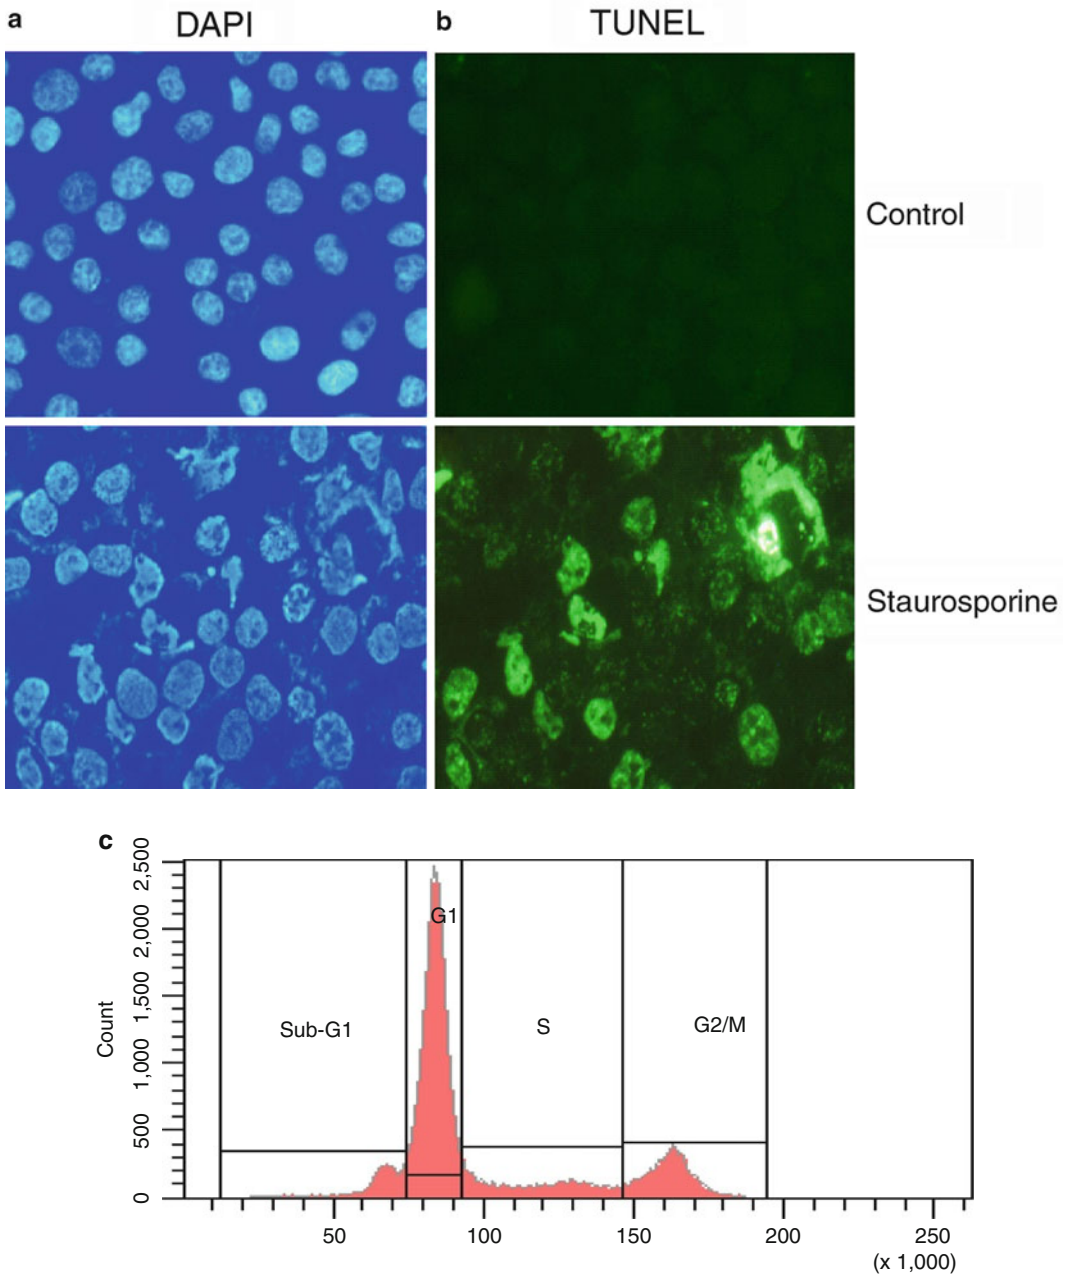 a DAPI
b TUNEL
Control
Staurosporine
c
Count
2,500
2,000
1,500
1,000
500
0
Sub-G1
G1
S
G2/M
50 100 150 200 250
(x 1,000)